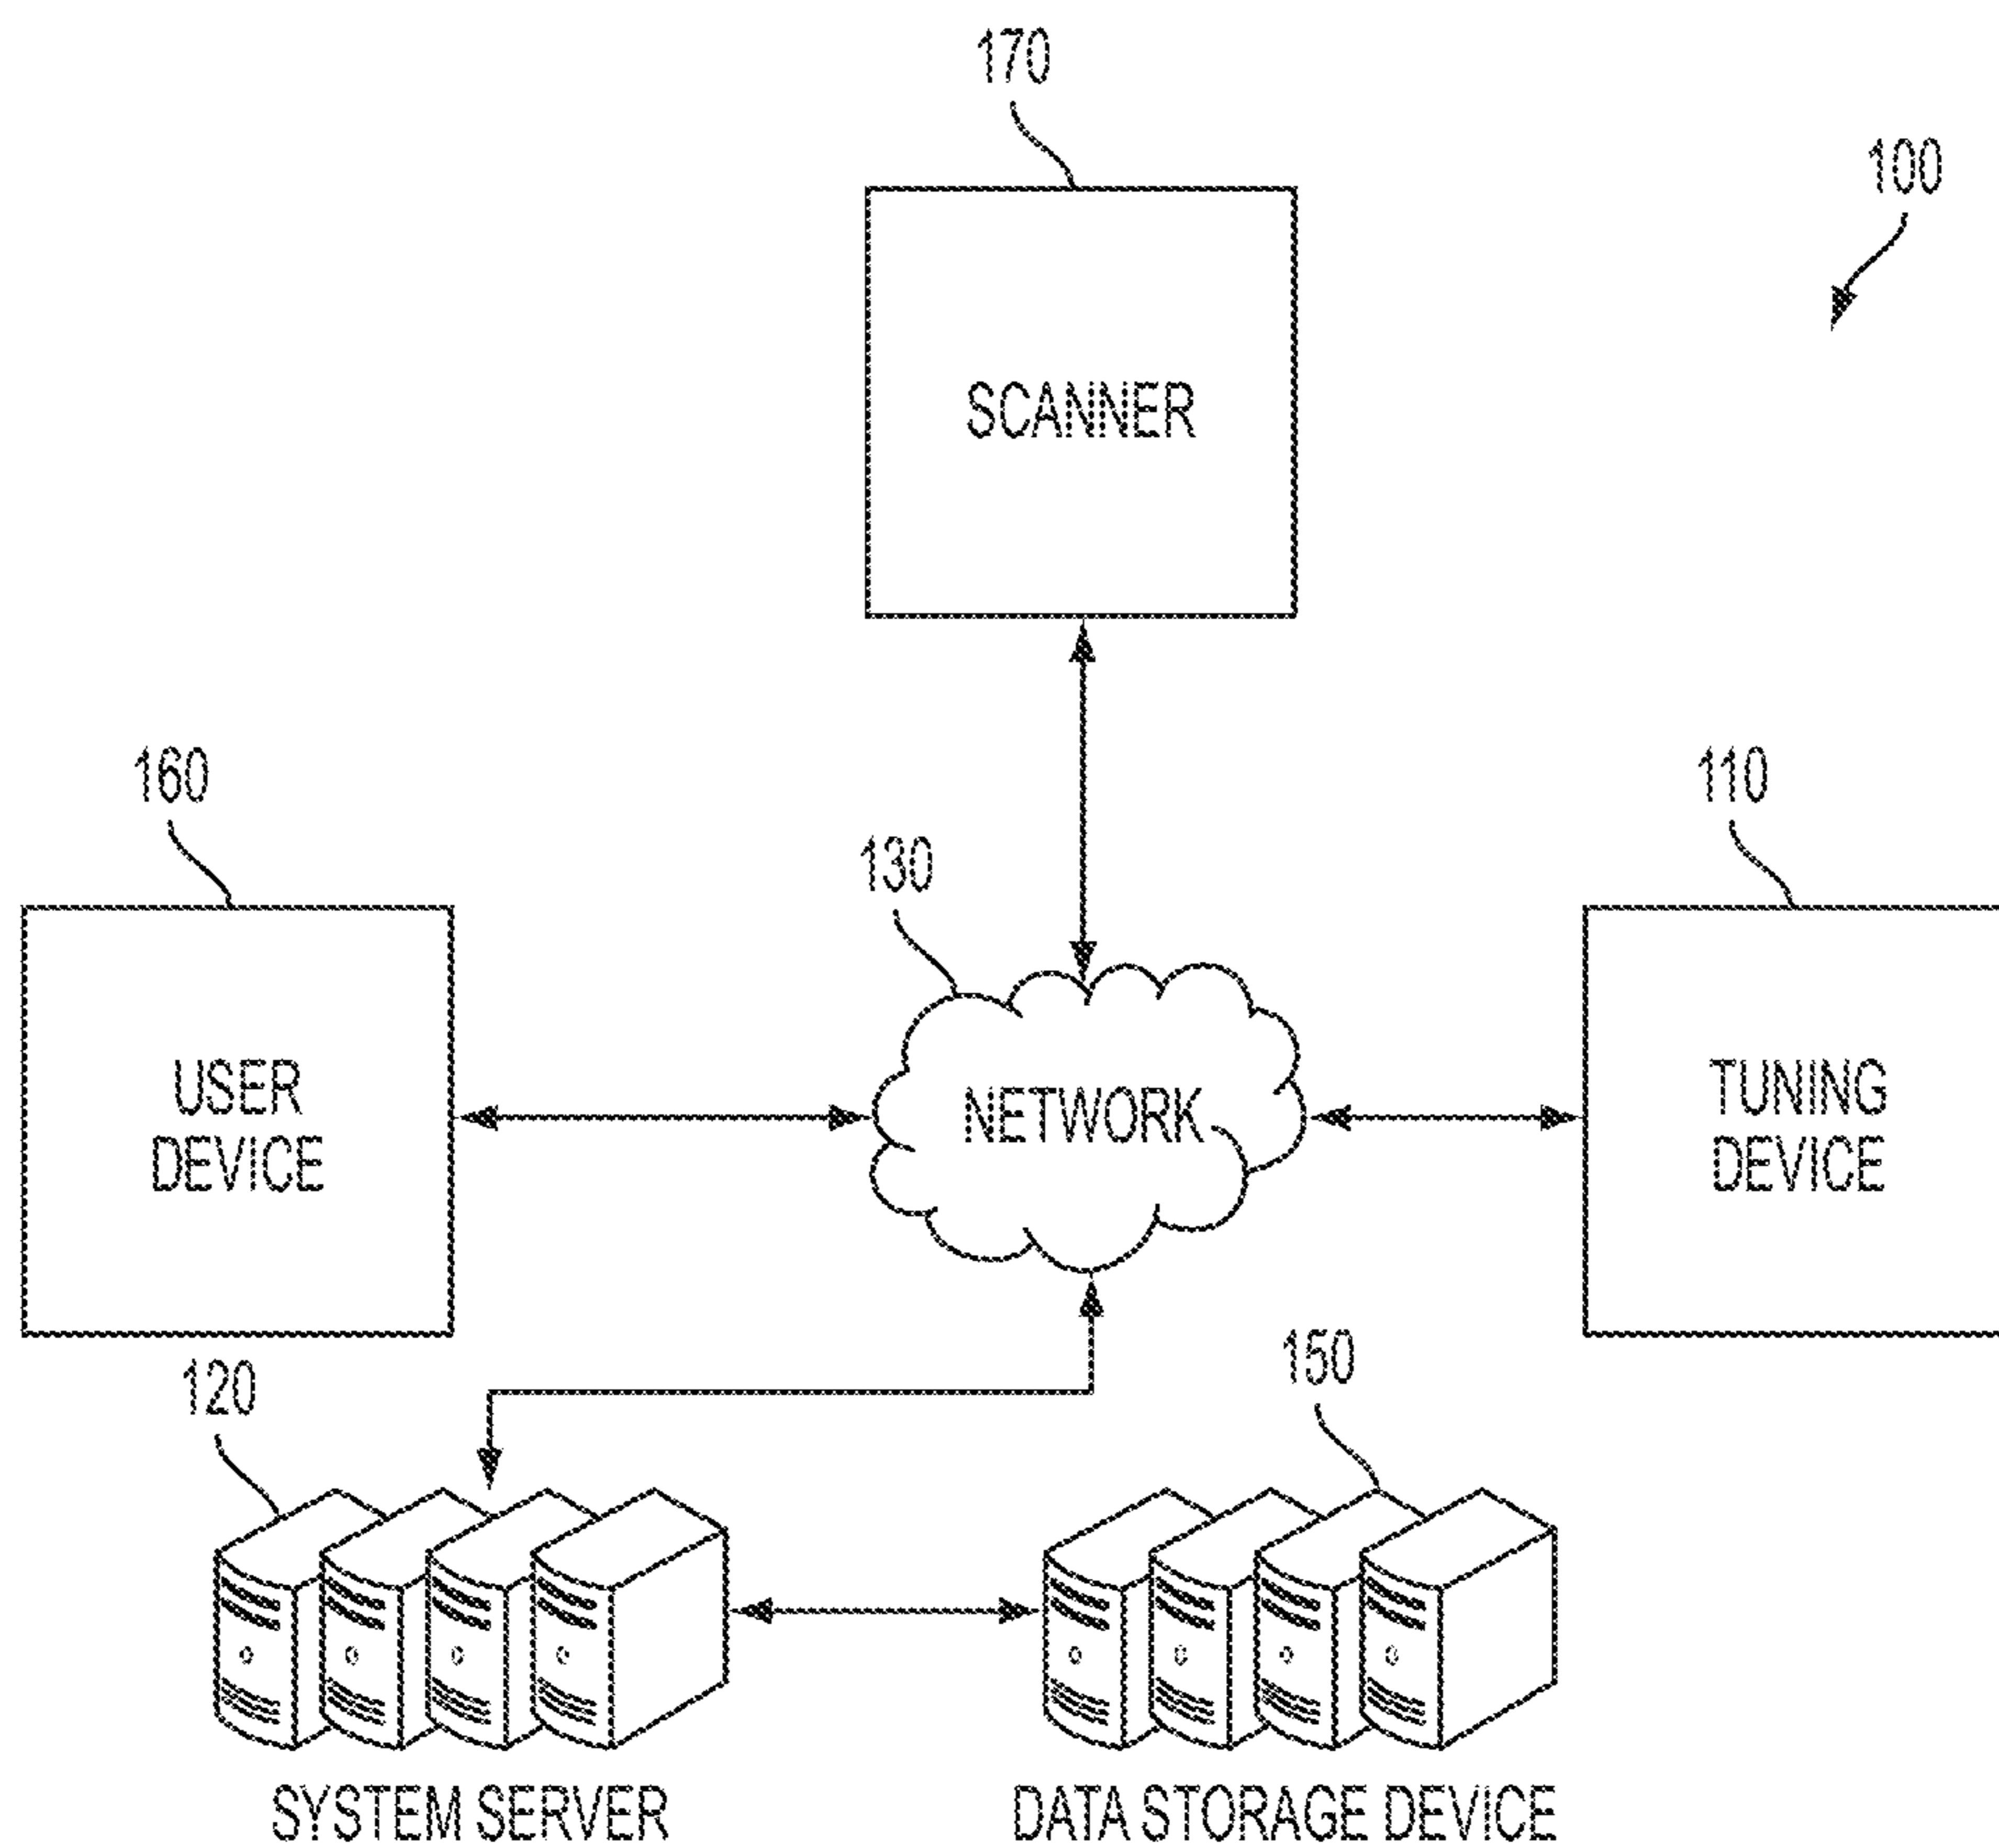 170
100
SCANNER
160
110
130
USER
DEVICE
NETWORK
TUNING
DEVICE
120
150
SYSTEM SERVER
DATA STORAGE DEVICE